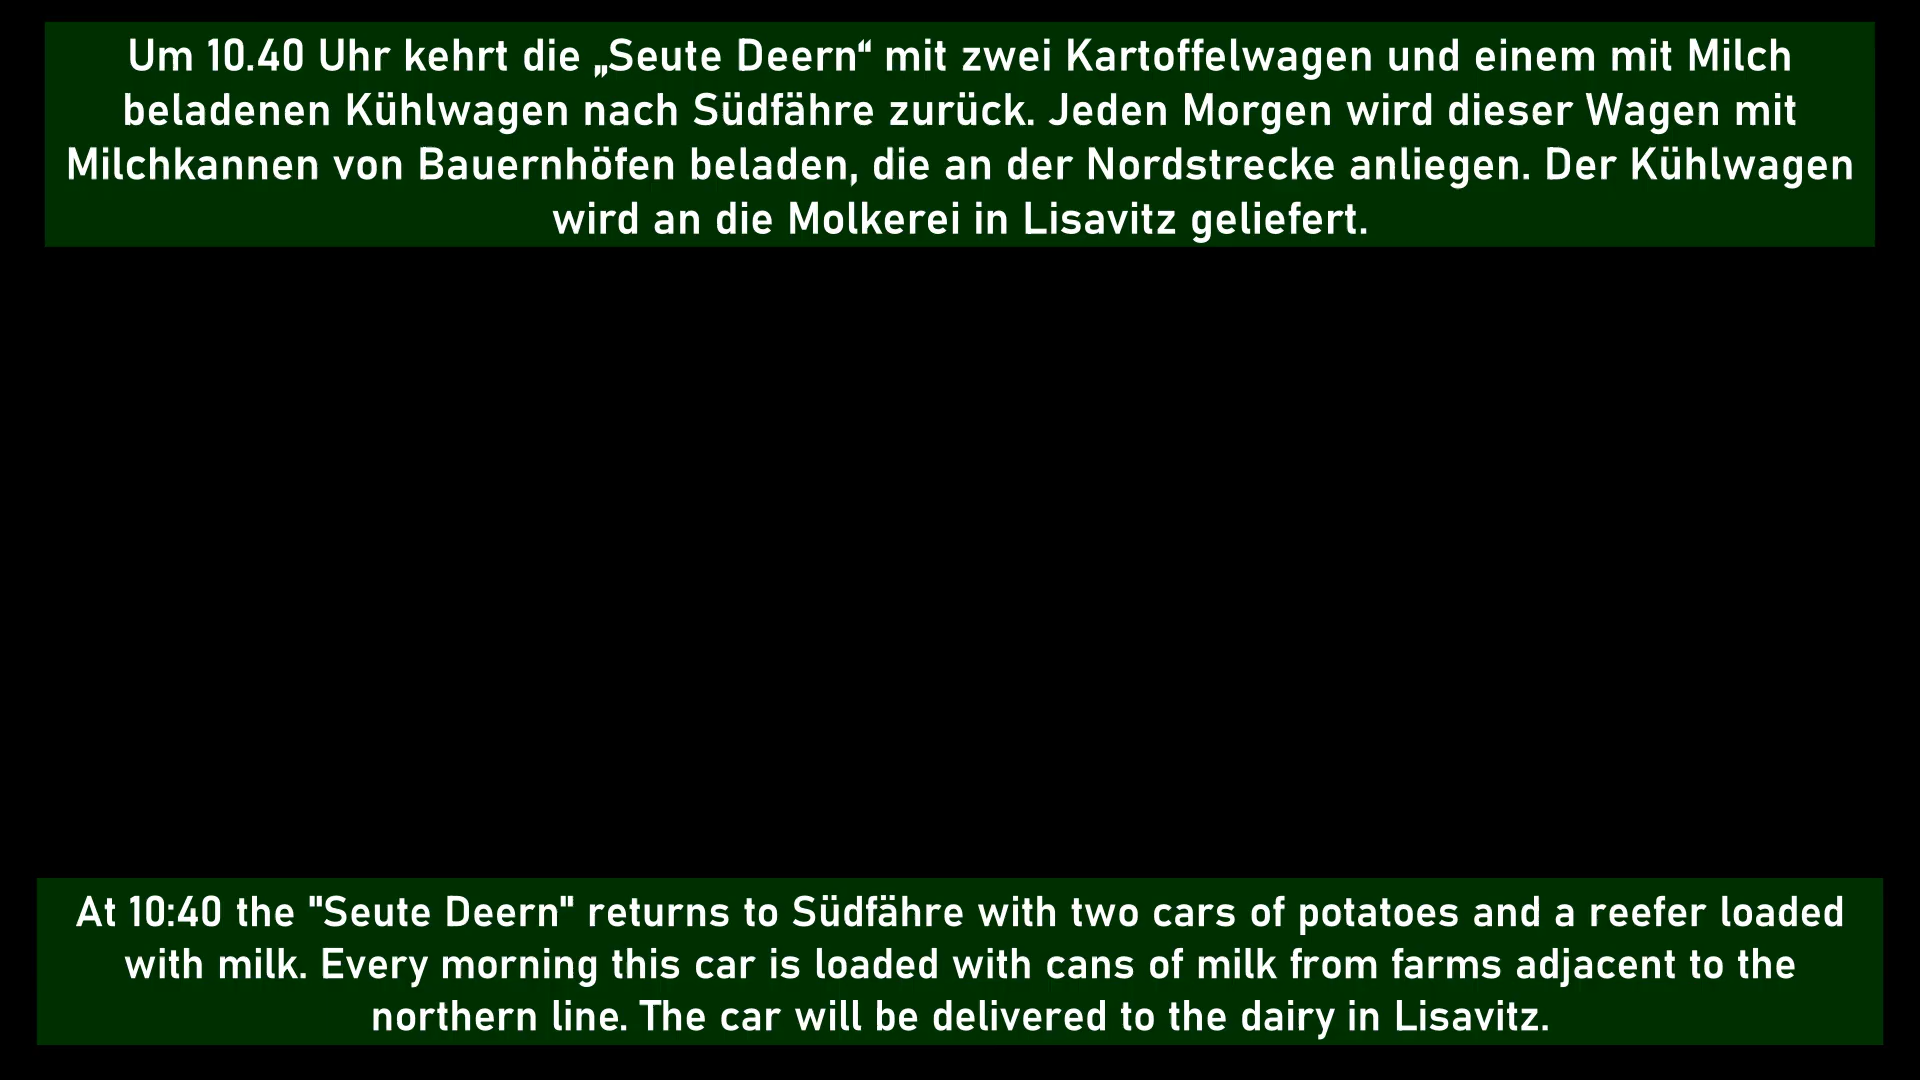 Um 10.40 Uhr kehrt die „Seute Deern“ mit zwei Kartoffelwagen und einem mit Milch
beladenen Kühlwagen nach Südfähre zurück. Jeden Morgen wird dieser Wagen mit
Milchkannen von Bauernhöfen beladen, die an der Nordstrecke anliegen. Der Kühlwagen
wird an die Molkerei in Lisavitz geliefert.
At 10:40 the "Seute Deern" returns to Südfähre with two cars of potatoes and a reefer loaded
with milk. Every morning this car is loaded with cans of milk from farms adjacent to the
northern line. The car will be delivered to the dairy in Lisavitz.